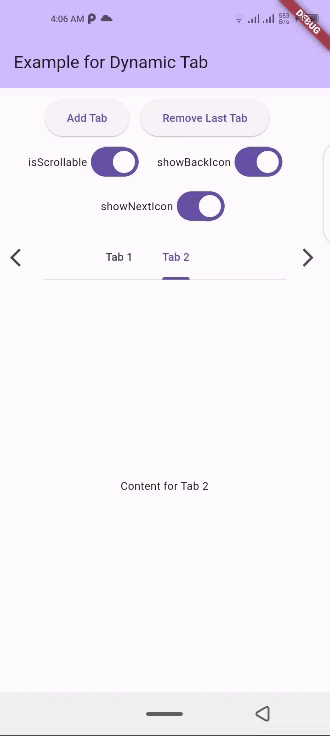 4:06 AM
553 B/s
DEBUG
Example for Dynamic Tab
Add Tab Remove Last Tab
isScrollable showBackIcon
showNextIcon
Tab 1 Tab 2
Content for Tab 2